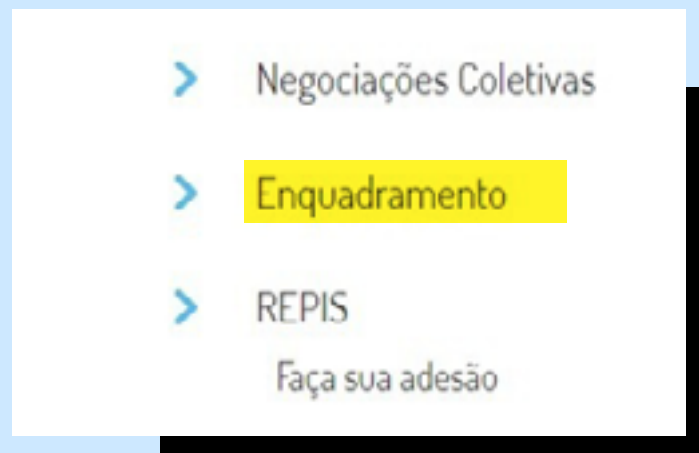 Negociações Coletivas
Enquadramento
REPIS
Faça sua adesão